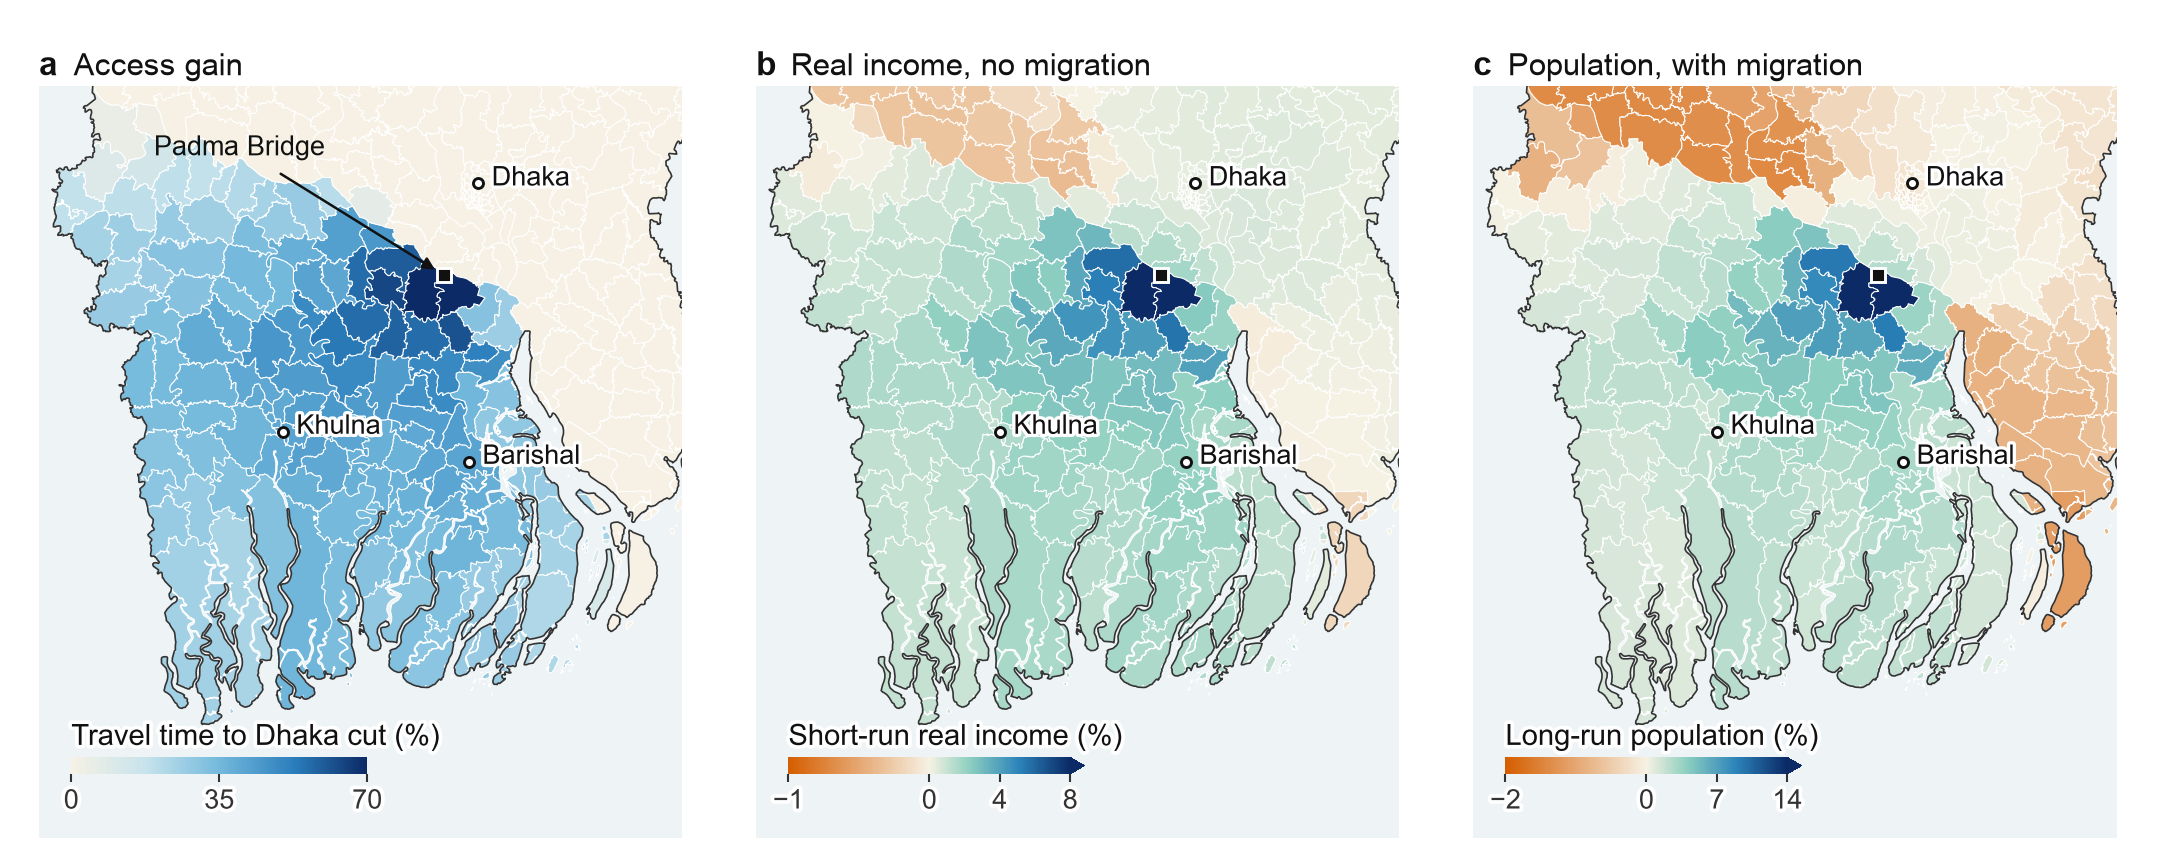 a Access gain
Padma Bridge
Dhaka
Khulna
Barishal
Travel time to Dhaka cut (%)
0 35 70
b Real income, no migration
Dhaka
Khulna
Barishal
Short-run real income (%)
−1 0 4 8
c Population, with migration
Dhaka
Khulna
Barishal
Long-run population (%)
−2 0 7 14